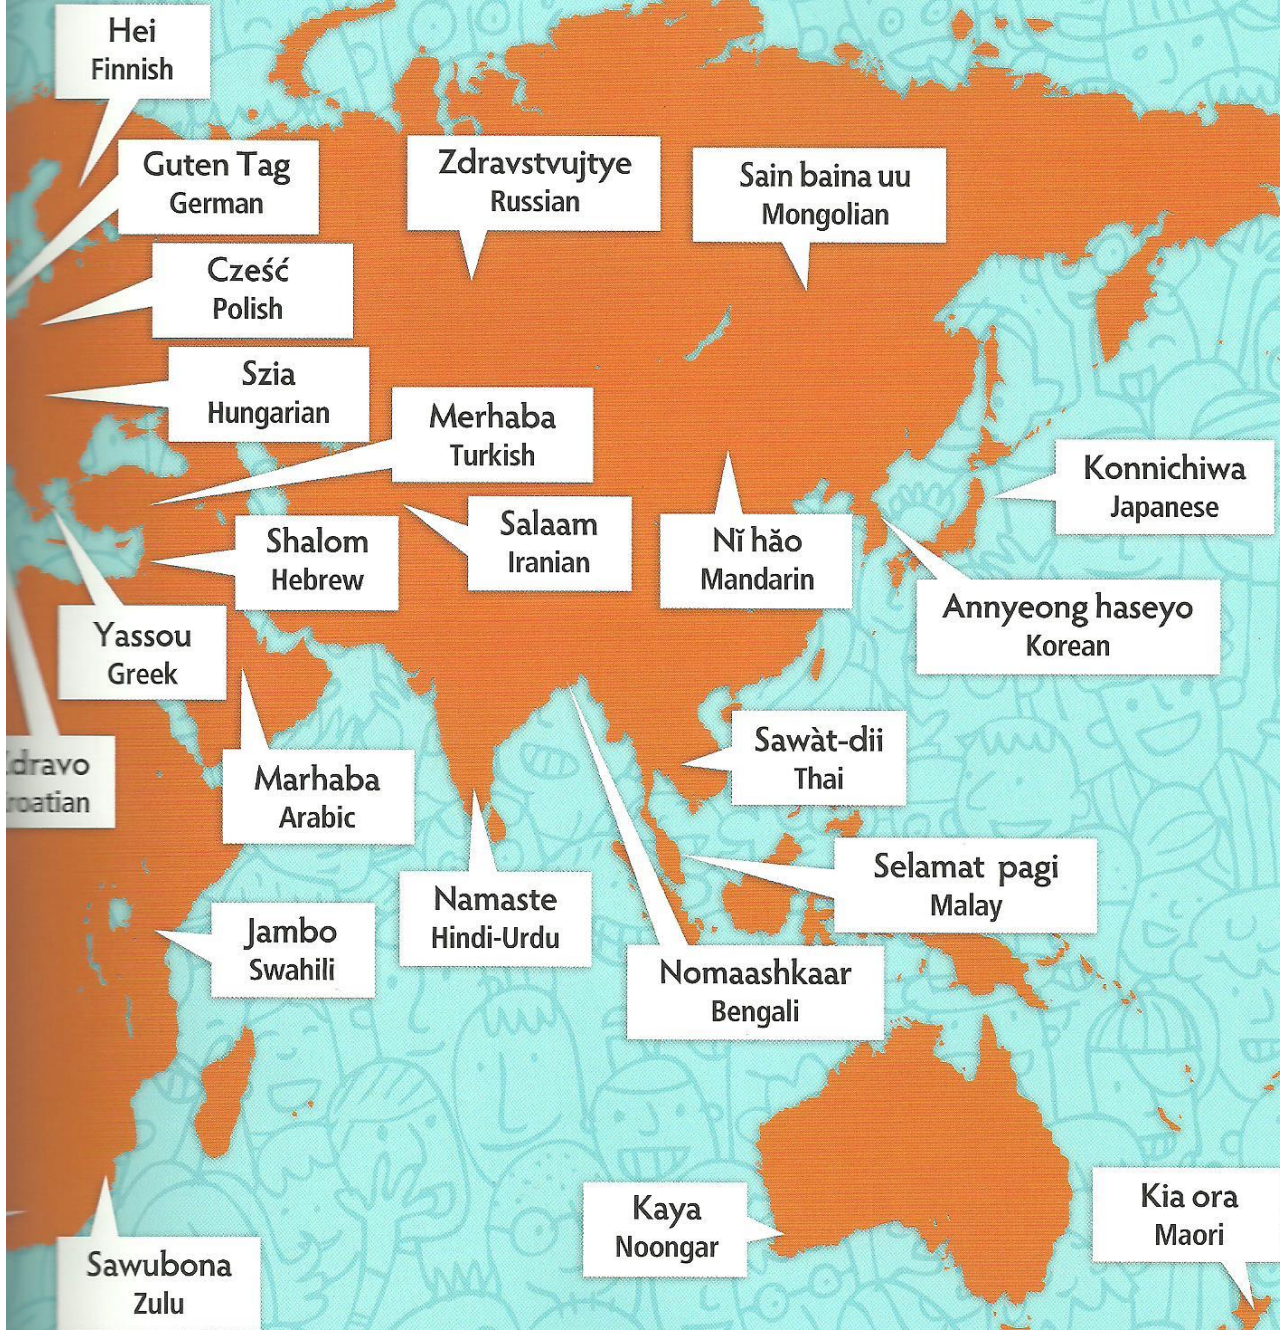 Hei
Finnish
Guten Tag
German
Zdravstvujtye
Russian
Sain baina uu
Mongolian
Cześć
Polish
Szia
Hungarian
Merhaba
Turkish
Konnichiwa
Japanese
Salaam
Iranian
Shalom
Hebrew
Nĭ hăo
Mandarin
Annyeong haseyo
Korean
Yassou
Greek
Sawàt-dii
Thai
Marhaba
Arabic
Selamat pagi
Malay
Namaste
Hindi-Urdu
Jambo
Swahili
Nomaashkaar
Bengali
Kaya
Noongar
Kia ora
Maori
Sawubona
Zulu